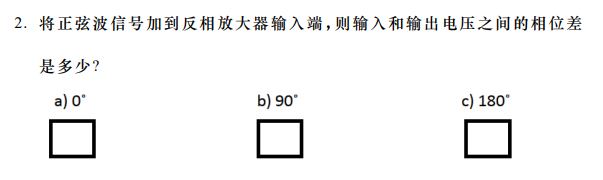 2. 将正弦波信号加到反相放大器输入端,则输入和输出电压之间的相位差
是多少?
a) 0° b) 90° c) 180°